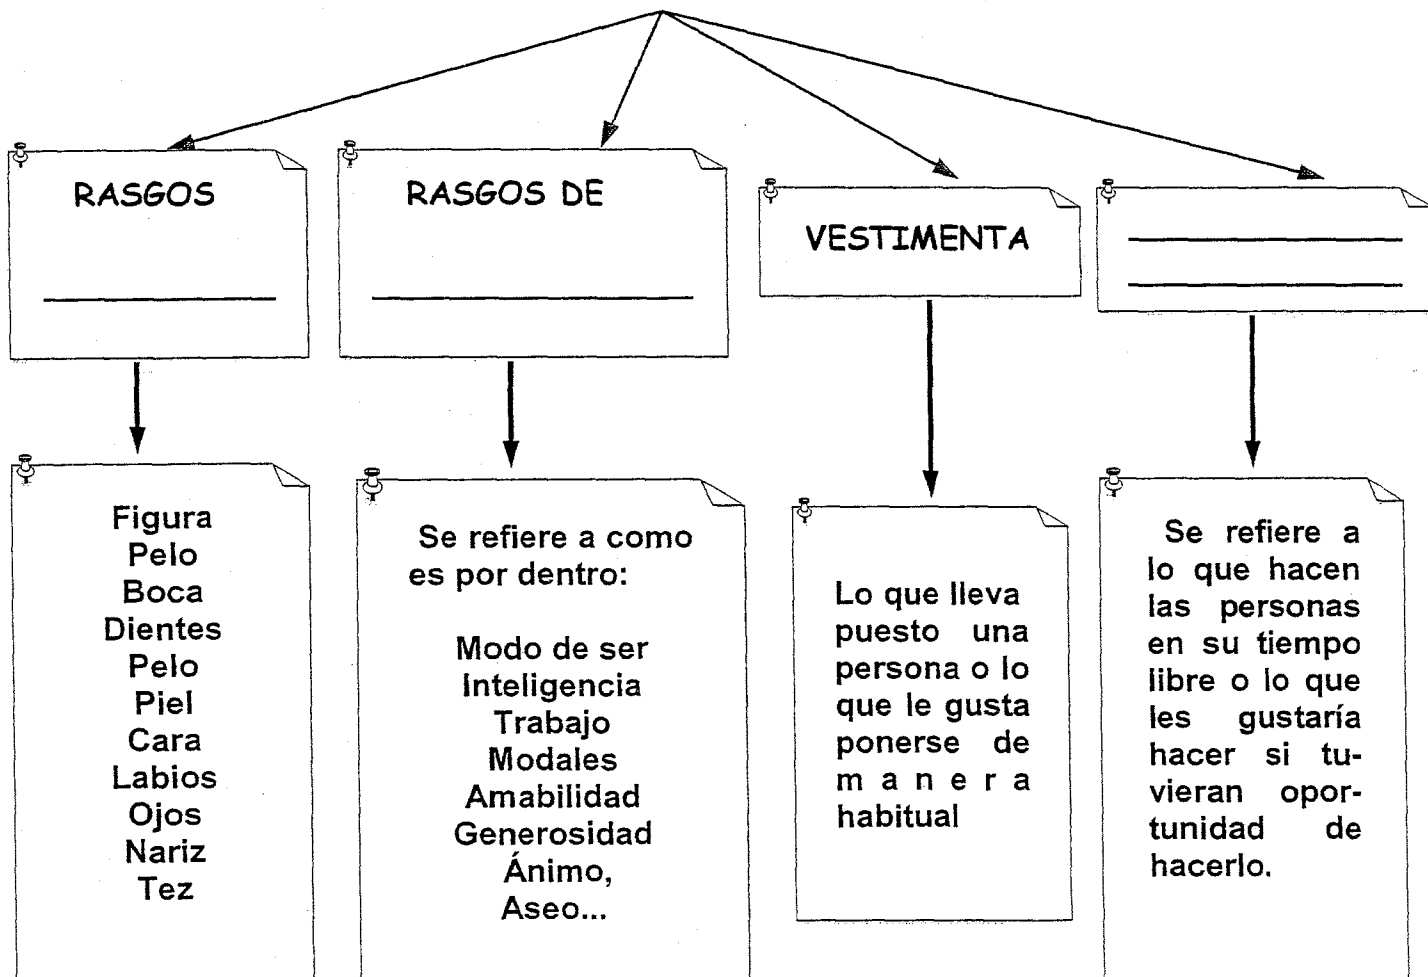 RASGOS
RASGOS DE
VESTIMENTA
Figura
Pelo
Boca
Dientes
Pelo
Piel
Cara
Labios
Ojos
Nariz
Tez
Se refiere a como
es por dentro:
Modo de ser
Inteligencia
Trabajo
Modales
Amabilidad
Generosidad
Ánimo,
Aseo...
Lo que lleva
puesto una
persona o lo
que le gusta
ponerse de
manera
habitual
Se refiere a
lo que hacen
las personas
en su tiempo
libre o lo que
les gustaría
hacer si tu-
vieran opor-
tunidad de
hacerlo.